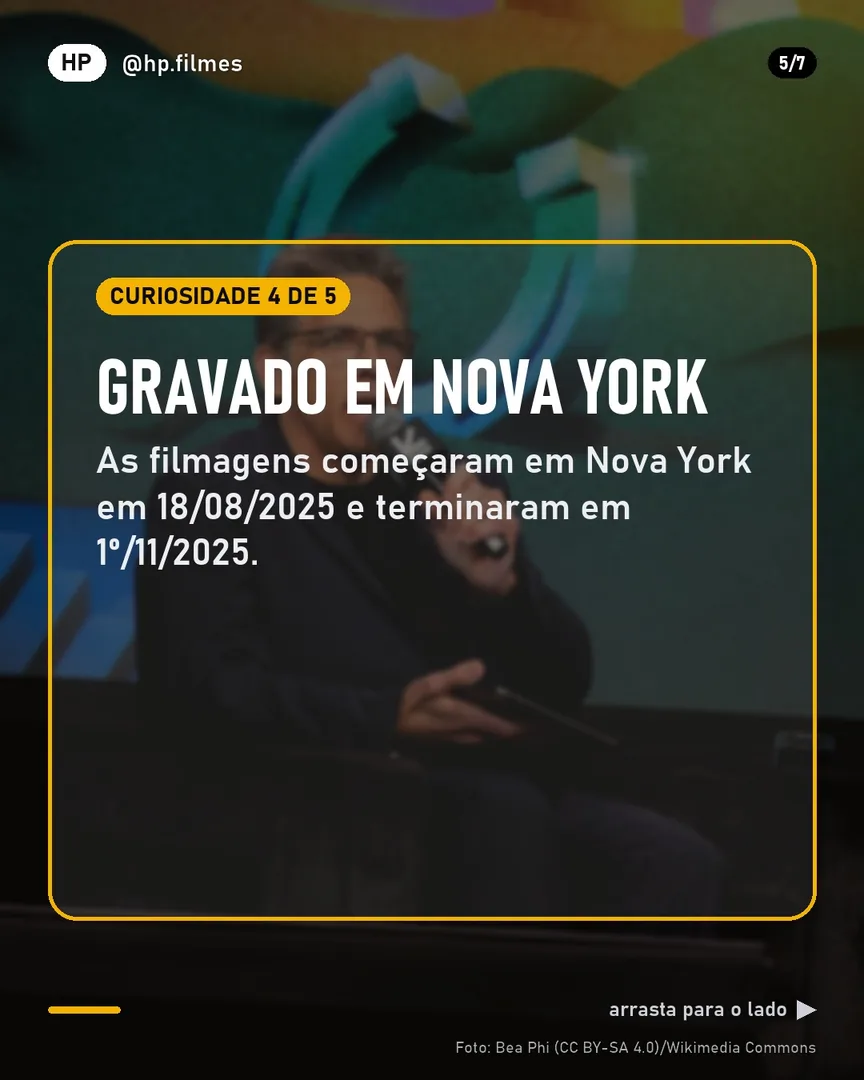 HP @hp.filmes 5/7
CURIOSIDADE 4 DE 5
GRAVADO EM NOVA YORK
As filmagens começaram em Nova York
em 18/08/2025 e terminaram em
1º/11/2025.
arrasta para o lado ▶
Foto: Bea Phi (CC BY-SA 4.0)/Wikimedia Commons